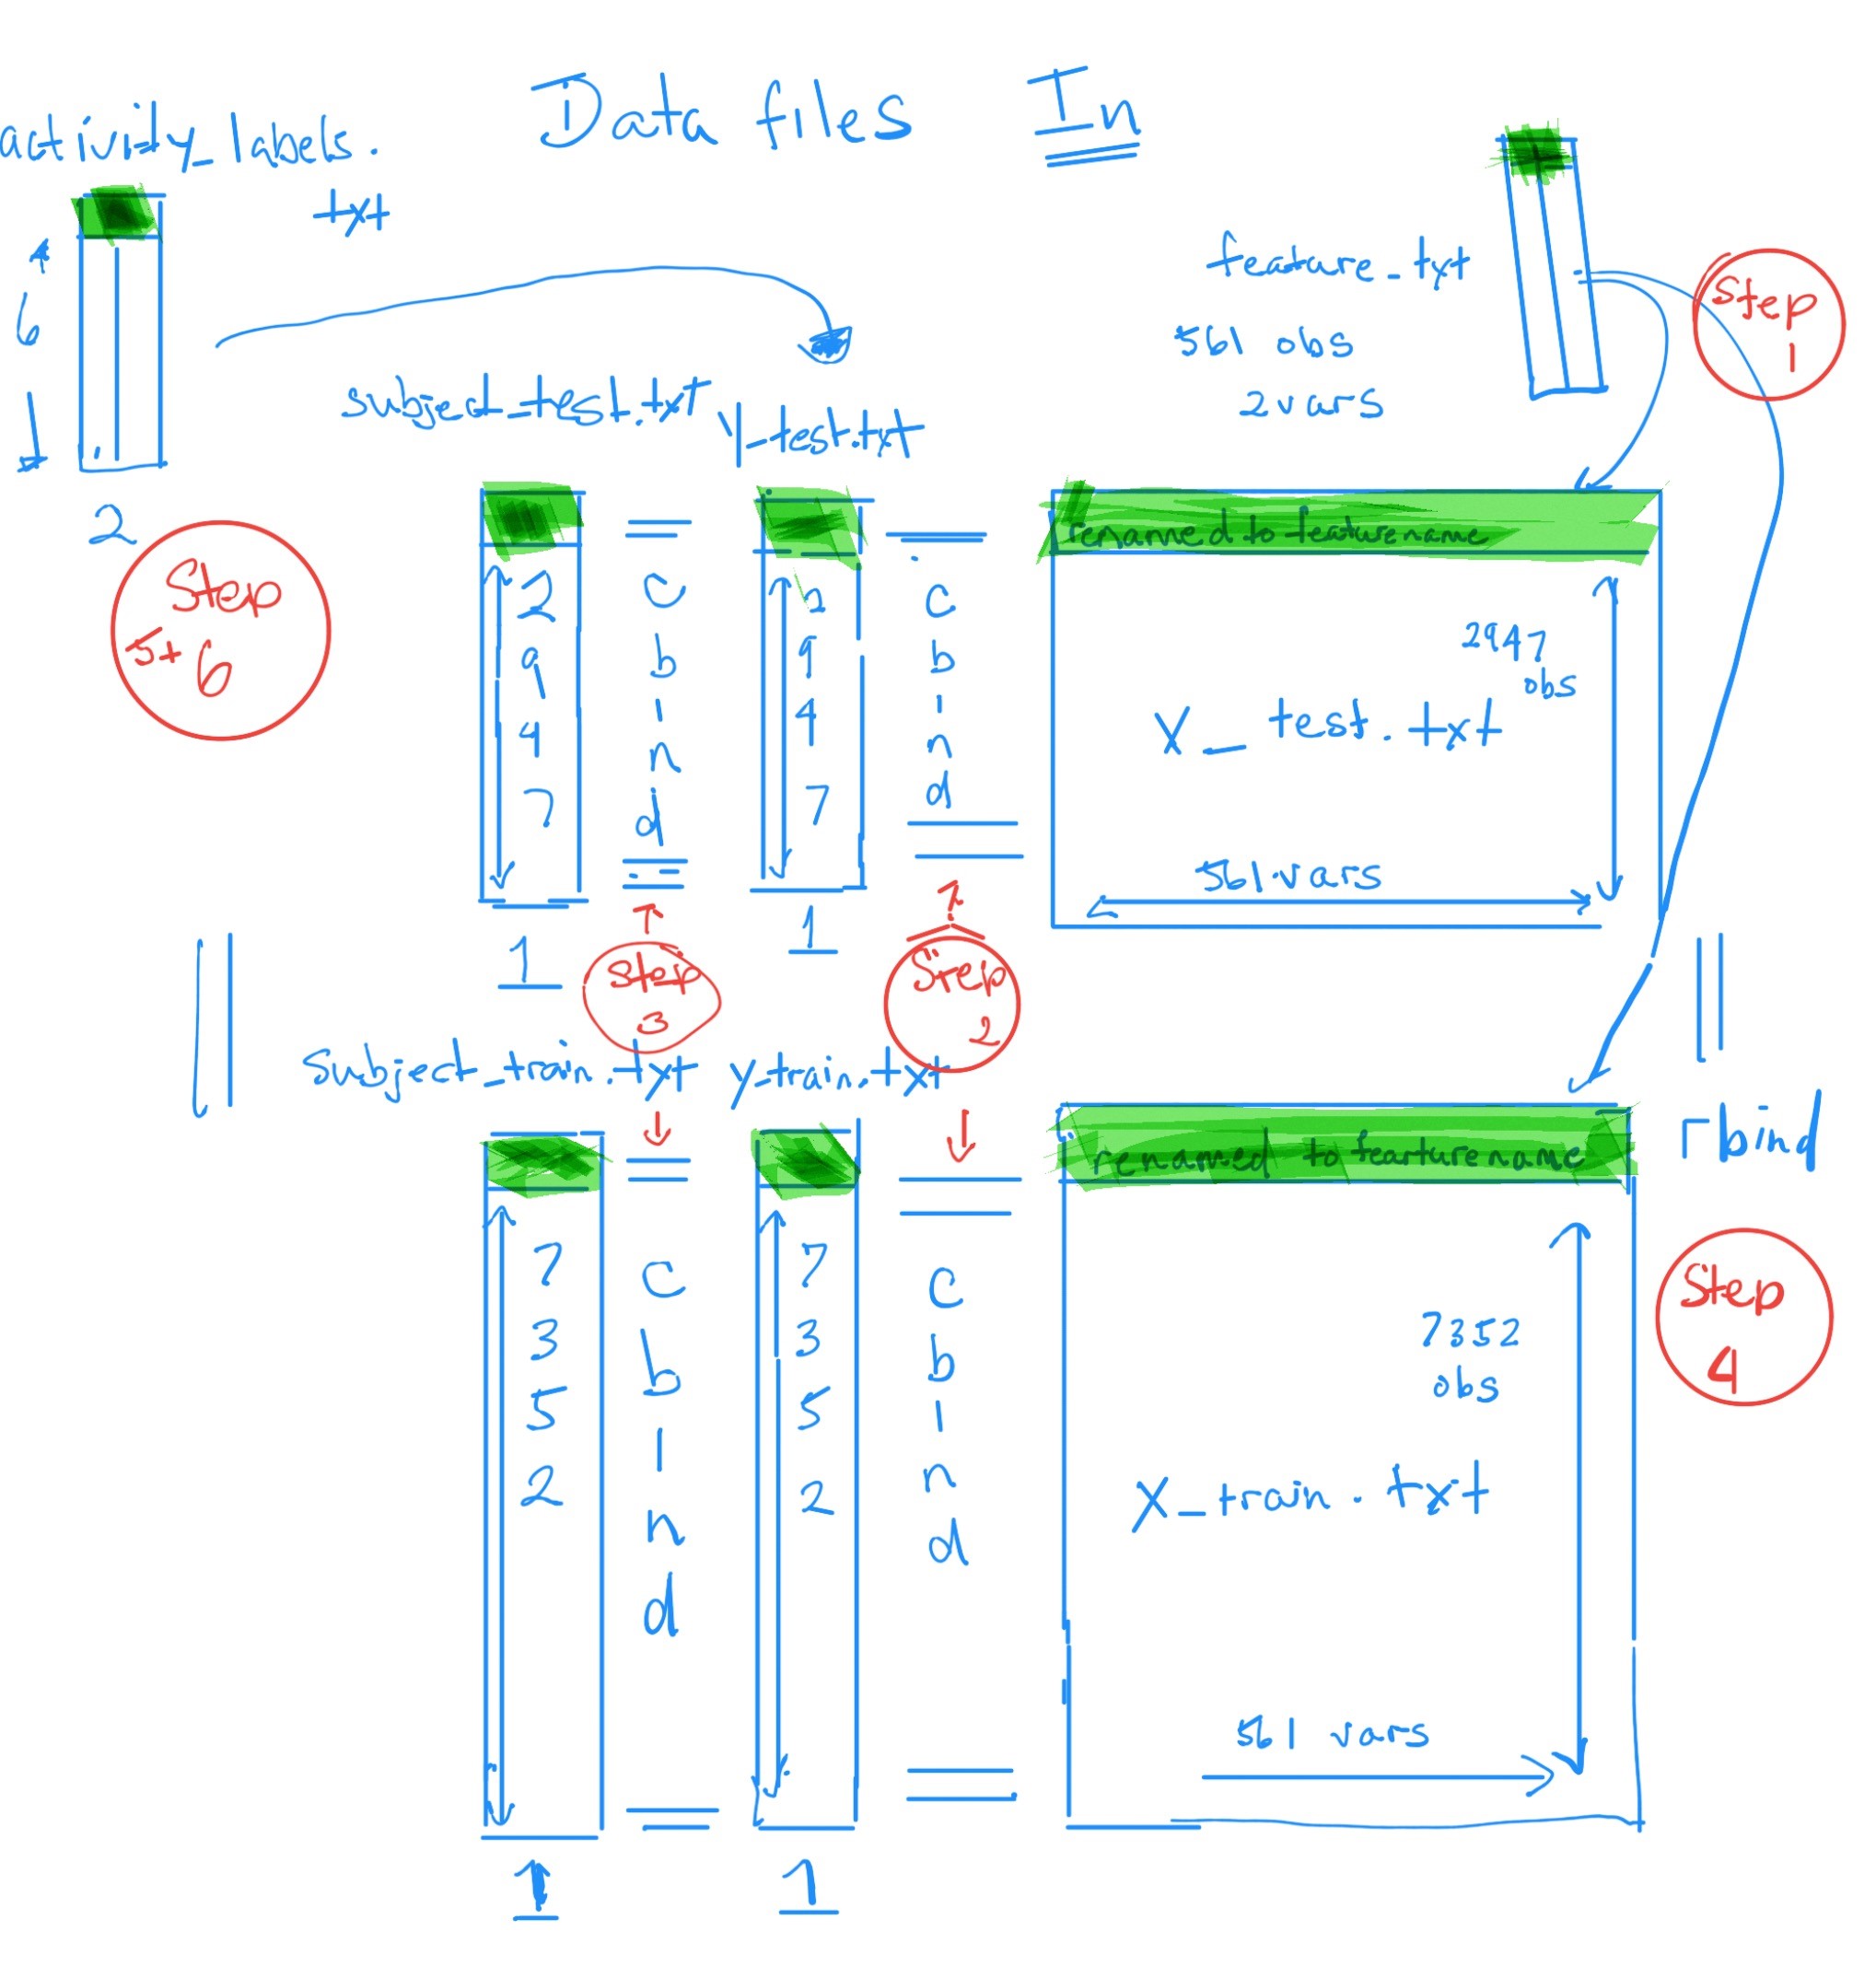 Data files In
activity_labels.
txt
6
2
Step
5+
6
feature_txt
561 obs
2 vars
Step
1
subject_test.txt
Y_test.txt
2
9
4
7
1
c
b
i
n
d
2
9
4
7
1
c
b
i
n
d
renamed to featurename
2947
obs
X_test.txt
561 vars
Step
3
Step
2
Subject_train.txt
y_train.txt
7
3
5
2
1
c
b
i
n
d
7
3
5
2
1
c
b
i
n
d
renamed to fearturename
7352
obs
X_train.txt
561 vars
rbind
Step
4